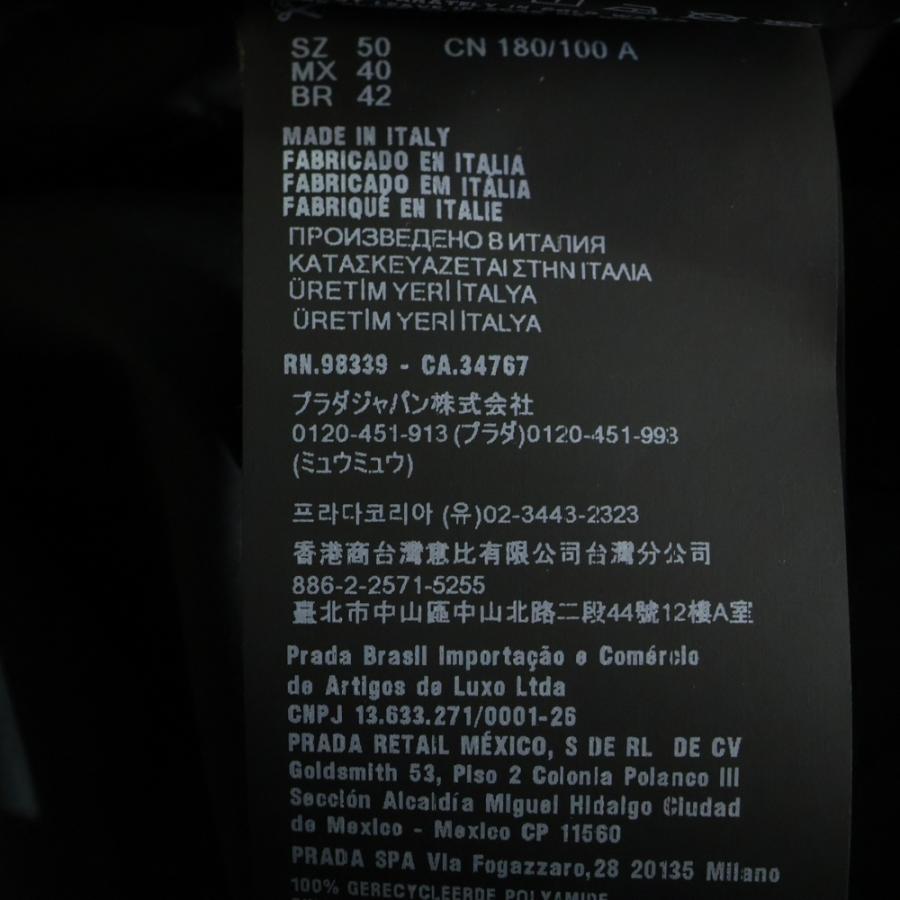 SZ 50 CN 180/100 A
MX 40
BR 42
MADE IN ITALY
FABRICADO EN ITALIA
FABRICADO EM ITÀLIA
FABRIQUÉ EN ITALIE
ПРОИЗВЕДЕНО В ИТАЛИЯ
ΚΑΤΑΣΚΕΥΑΖΕΤΑΙ ΣΤΗΝ ΙΤΑΛΙΑ
ÜRETİM YERİ İTALYA
ÜRETİM YERİ İTALYA
RN.98339 - CA.34767
プラダジャパン株式会社
0120-451-913 (プラダ)0120-451-993
(ミュウミュウ)
프라다코리아 (유)02-3443-2323
香港商台灣惠比有限公司台灣分公司
886-2-2571-5255
臺北市中山區中山北路二段44號12樓A室
Prada Brasil Importação e Comércio
de Artigos de Luxo Ltda
CNPJ 13.633.271/0001-26
PRADA RETAIL MÉXICO, S DE RL DE CV
Goldsmith 53, Piso 2 Colonia Polanco III
Sección Alcaldía Miguel Hidalgo Ciudad
de Mexico - Mexico CP 11560
PRADA SPA Via Fogazzaro,28 20135 Milano
100% GERECYCLEERDE POLYAMIDE